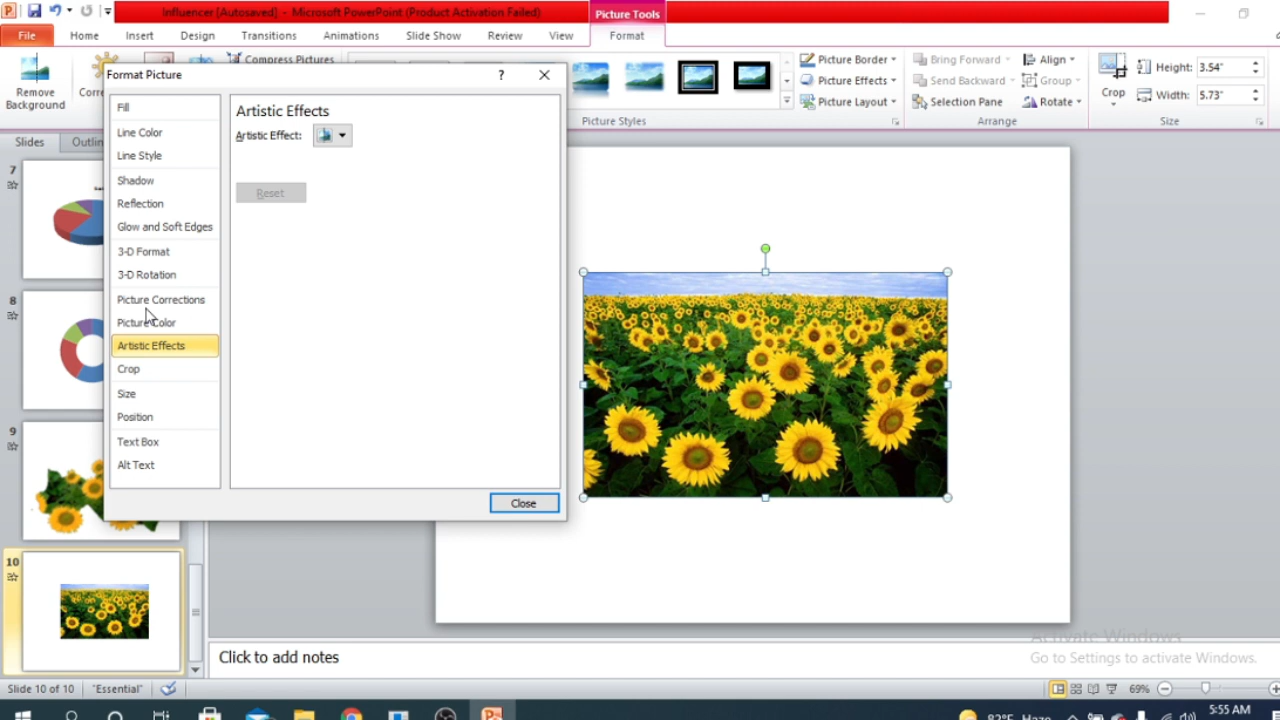 Influencer [Autosaved] - Microsoft PowerPoint (Product Activation Failed)
Picture Tools
File Home Insert Design Transitions Animations Slide Show Review View Format
Remove
Background
Compress Pictures
Picture Border
Picture Effects
Picture Layout
Picture Styles
Bring Forward
Send Backward
Selection Pane
Align
Group
Rotate
Arrange
Crop
Height: 3.54"
Width: 5.73"
Size
Format Picture
?
Fill
Line Color
Line Style
Shadow
Reflection
Glow and Soft Edges
3-D Format
3-D Rotation
Picture Corrections
Picture Color
Artistic Effects
Crop
Size
Position
Text Box
Alt Text
Artistic Effects
Artistic Effect:
Reset
Close
Slides
7
8
9
10
Click to add notes
Activate Windows
Go to Settings to activate Windows.
Slide 10 of 10 "Essential" 69%
82°F Haze 5:55 AM